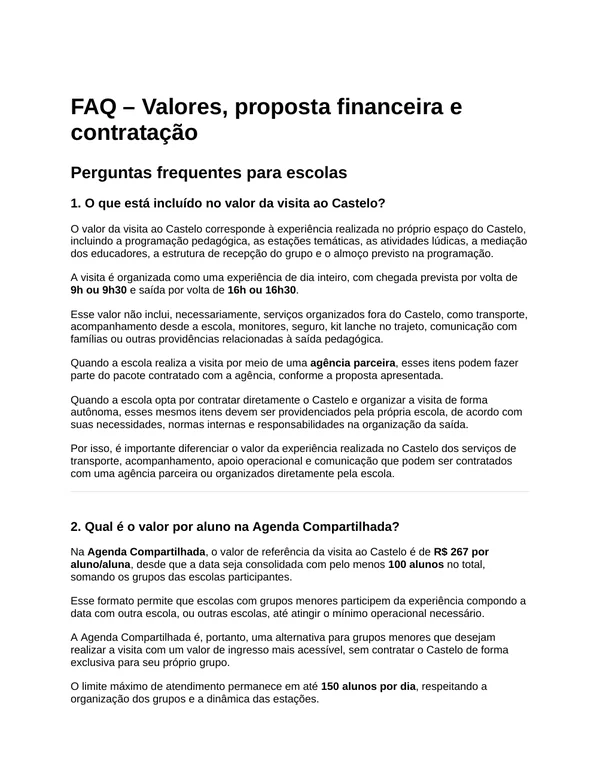 FAQ – Valores, proposta financeira e
contratação
Perguntas frequentes para escolas
1. O que está incluído no valor da visita ao Castelo?
O valor da visita ao Castelo corresponde à experiência realizada no próprio espaço do Castelo,
incluindo a programação pedagógica, as estações temáticas, as atividades lúdicas, a mediação
dos educadores, a estrutura de recepção do grupo e o almoço previsto na programação.
A visita é organizada como uma experiência de dia inteiro, com chegada prevista por volta de
9h ou 9h30 e saída por volta de 16h ou 16h30.
Esse valor não inclui, necessariamente, serviços organizados fora do Castelo, como transporte,
acompanhamento desde a escola, monitores, seguro, kit lanche no trajeto, comunicação com
famílias ou outras providências relacionadas à saída pedagógica.
Quando a escola realiza a visita por meio de uma agência parceira, esses itens podem fazer
parte do pacote contratado com a agência, conforme a proposta apresentada.
Quando a escola opta por contratar diretamente o Castelo e organizar a visita de forma
autônoma, esses mesmos itens devem ser providenciados pela própria escola, de acordo com
suas necessidades, normas internas e responsabilidades na organização da saída.
Por isso, é importante diferenciar o valor da experiência realizada no Castelo dos serviços de
transporte, acompanhamento, apoio operacional e comunicação que podem ser contratados
com uma agência parceira ou organizados diretamente pela escola.
2. Qual é o valor por aluno na Agenda Compartilhada?
Na Agenda Compartilhada, o valor de referência da visita ao Castelo é de R$ 267 por
aluno/aluna, desde que a data seja consolidada com pelo menos 100 alunos no total,
somando os grupos das escolas participantes.
Esse formato permite que escolas com grupos menores participem da experiência compondo a
data com outra escola, ou outras escolas, até atingir o mínimo operacional necessário.
A Agenda Compartilhada é, portanto, uma alternativa para grupos menores que desejam
realizar a visita com um valor de ingresso mais acessível, sem contratar o Castelo de forma
exclusiva para seu próprio grupo.
O limite máximo de atendimento permanece em até 150 alunos por dia, respeitando a
organização dos grupos e a dinâmica das estações.